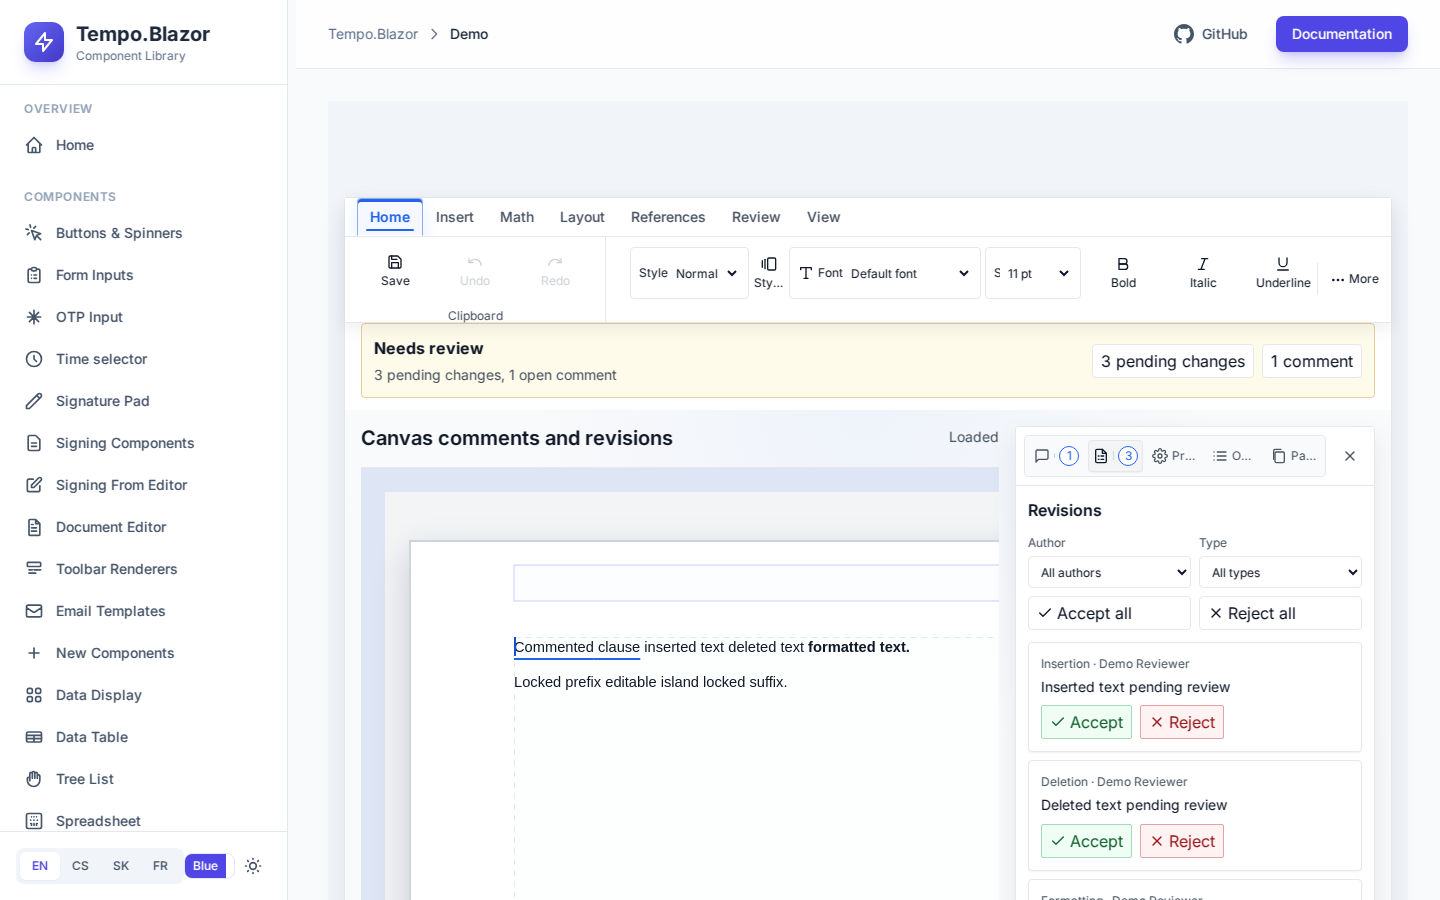 Tempo.Blazor
Component Library
OVERVIEW
Home
COMPONENTS
Buttons & Spinners
Form Inputs
OTP Input
Time selector
Signature Pad
Signing Components
Signing From Editor
Document Editor
Toolbar Renderers
Email Templates
New Components
Data Display
Data Table
Tree List
Spreadsheet
EN CS SK FR Blue
Tempo.Blazor > Demo
GitHub
Documentation
Home Insert Math Layout References Review View
Save Undo Redo
Clipboard
Style Normal
Sty...
Font Default font
S 11 pt
Bold Italic Underline
... More
Needs review
3 pending changes, 1 open comment
3 pending changes 1 comment
Canvas comments and revisions
Loaded
Commented clause inserted text deleted text formatted text.
Locked prefix editable island locked suffix.
1 3 Pr... O... Pa...
Revisions
Author Type
All authors All types
Accept all Reject all
Insertion · Demo Reviewer
Inserted text pending review
Accept Reject
Deletion · Demo Reviewer
Deleted text pending review
Accept Reject
Formatting · Demo Reviewer